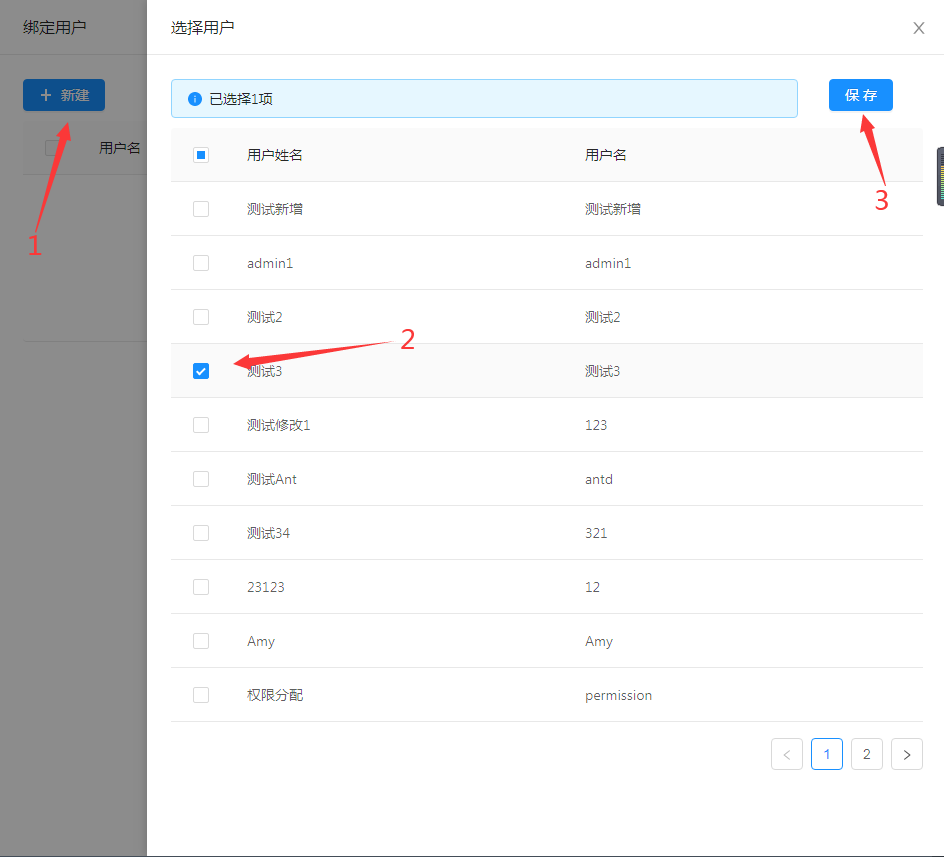 绑定用户
选择用户
新建
已选择1项
保存
用户名
用户姓名 用户名
测试新增 测试新增
admin1 admin1
测试2 测试2
测试3 测试3
测试修改1 123
测试Ant antd
测试34 321
23123 12
Amy Amy
权限分配 permission
1 2
1
2
3